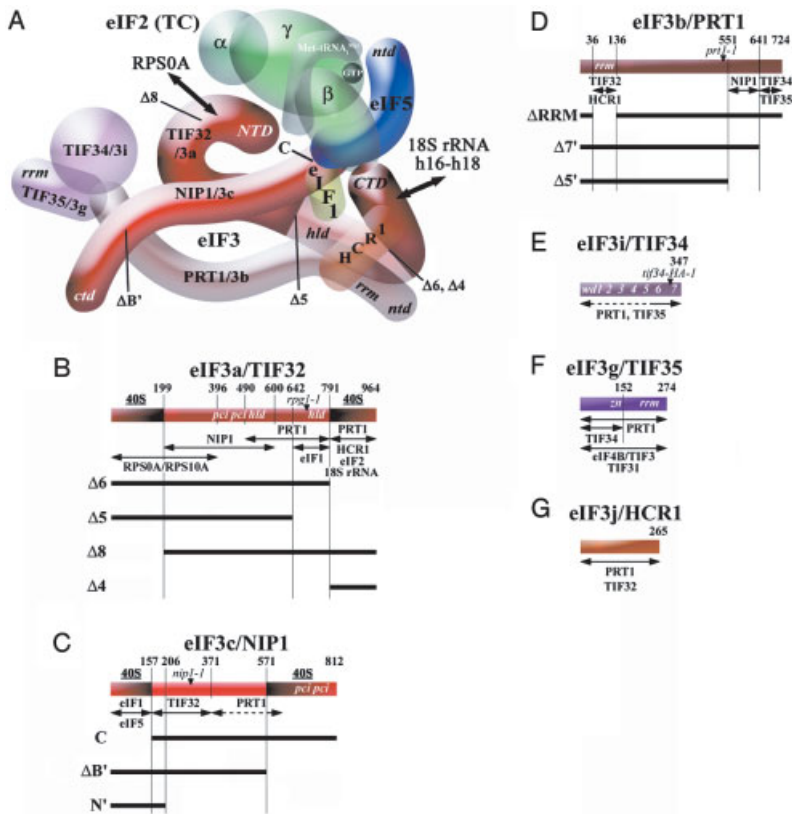 A
eIF2 (TC)
α
γ
Met-tRNAi
GTP
β
ntd
eIF5
RPS0A
Δ8
TIF32
/3a
NTD
TIF34/3i
rrm
TIF35/3g
NIP1/3c
C
eIF1
CTD
18S rRNA
h16-h18
eIF3
hld
HCR1
PRT1/3b
ctd
ΔB'
Δ5
rrm
ntd
Δ6, Δ4
B
eIF3a/TIF32
40S 199 396 490 600 642 791 40S 964
rpg1-1
pci pci hld hld
PRT1 PRT1
NIP1 eIF1 HCR1
eIF2
RPS0A/RPS10A 18S rRNA
Δ6
Δ5
Δ8
Δ4
C
eIF3c/NIP1
157 206 371 571 812
40S nip1-1 40S
pci pci
eIF1 TIF32 PRT1
eIF5
C
ΔB'
N'
D
eIF3b/PRT1
36 136 551 641 724
prt1-1
rrm
TIF32 NIP1 TIF34
HCR1 TIF35
ΔRRM
Δ7'
Δ5'
E
eIF3i/TIF34
347
tif34-HA-1
wd1 2 3 4 5 6 7
PRT1, TIF35
F
eIF3g/TIF35
152 274
zn rrm
TIF34 PRT1
eIF4B/TIF3
TIF31
G
eIF3j/HCR1
265
PRT1
TIF32